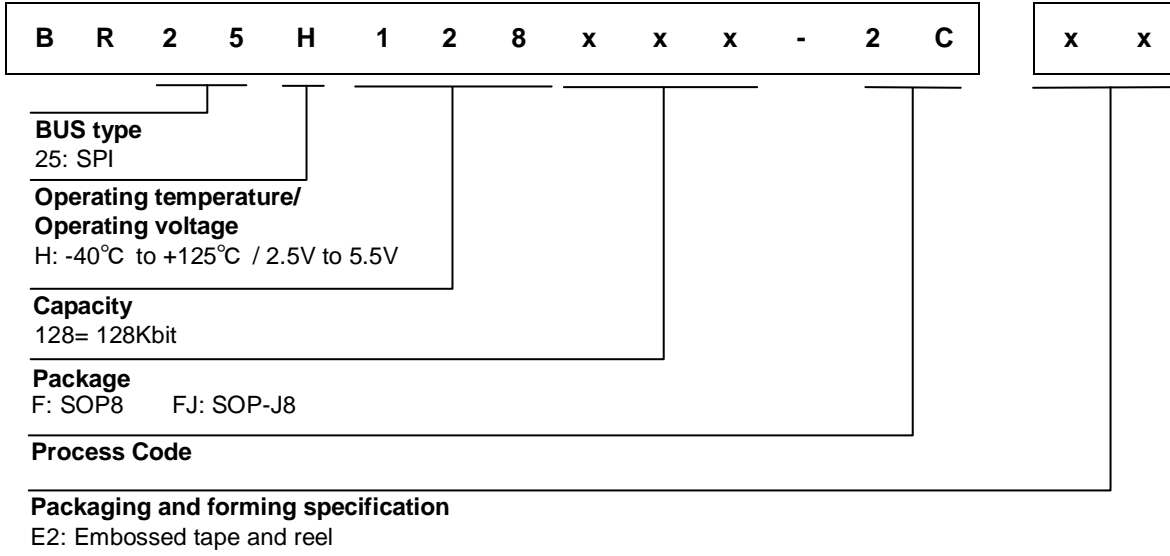 B R 2 5 H 1 2 8 x x x - 2 C x x
BUS type
25: SPI
Operating temperature/
Operating voltage
H: -40°C to +125°C / 2.5V to 5.5V
Capacity
128= 128Kbit
Package
F: SOP8 FJ: SOP-J8
Process Code
Packaging and forming specification
E2: Embossed tape and reel